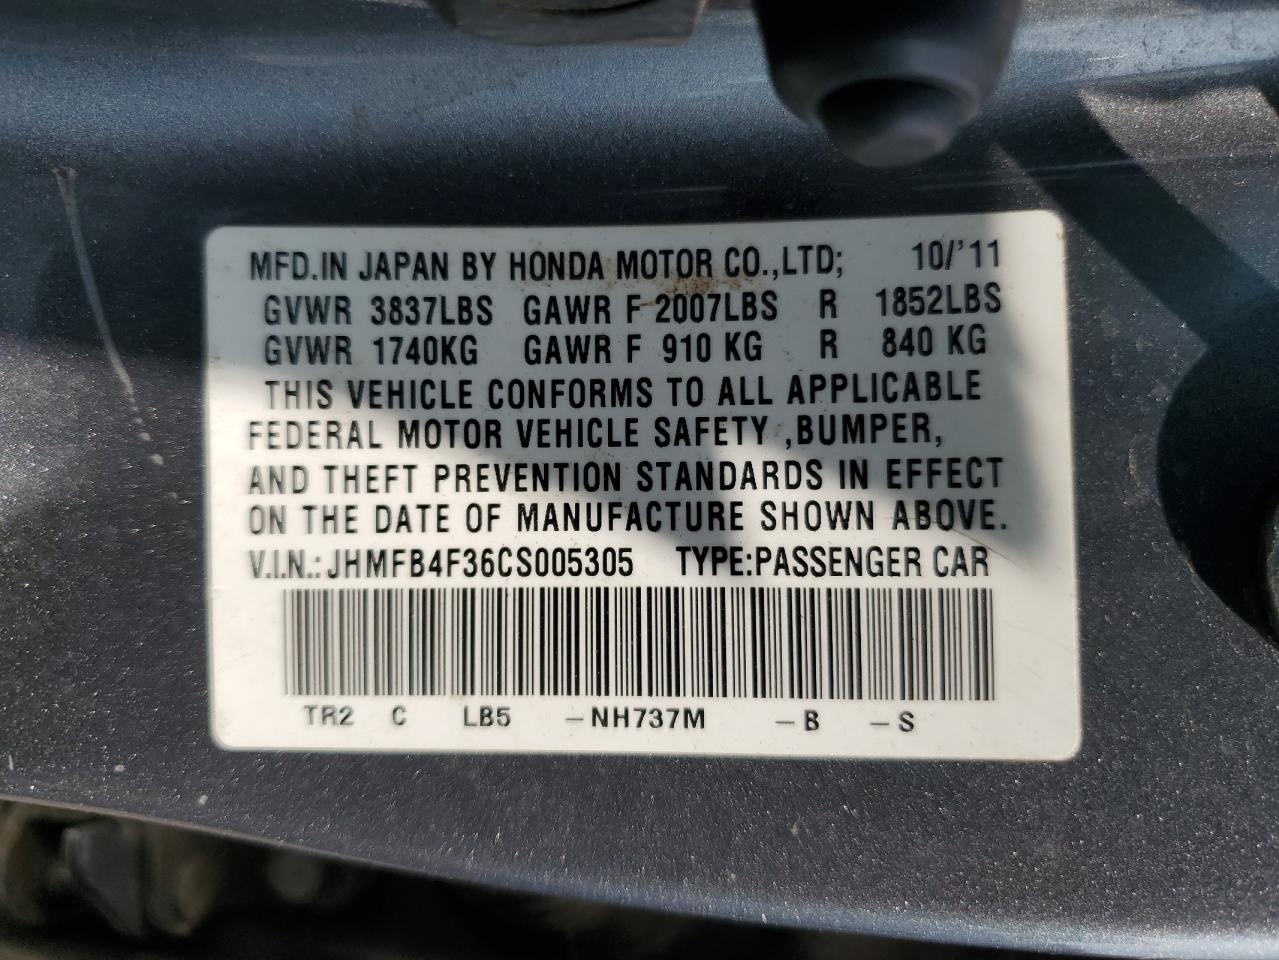 MFD.IN JAPAN BY HONDA MOTOR CO.,LTD; 10/'11
GVWR 3837LBS GAWR F 2007LBS R 1852LBS
GVWR 1740KG GAWR F 910 KG R 840 KG
THIS VEHICLE CONFORMS TO ALL APPLICABLE
FEDERAL MOTOR VEHICLE SAFETY ,BUMPER,
AND THEFT PREVENTION STANDARDS IN EFFECT
ON THE DATE OF MANUFACTURE SHOWN ABOVE.
V.I.N.: JHMFB4F36CS005305 TYPE:PASSENGER CAR
TR2 C LB5 -NH737M -B -S